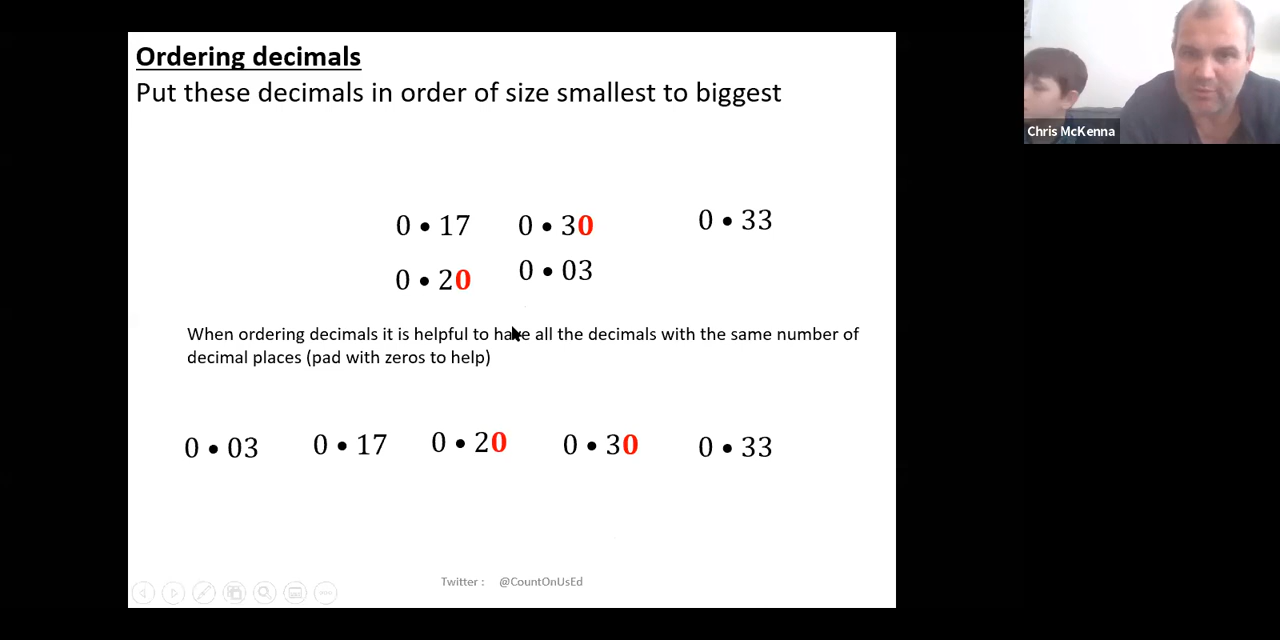 Ordering decimals
Put these decimals in order of size smallest to biggest
Chris McKenna
0 • 17 0 • 30 0 • 33
0 • 20 0 • 03
When ordering decimals it is helpful to have all the decimals with the same number of
decimal places (pad with zeros to help)
0 • 03 0 • 17 0 • 20 0 • 30 0 • 33
Twitter : @CountOnUsEd